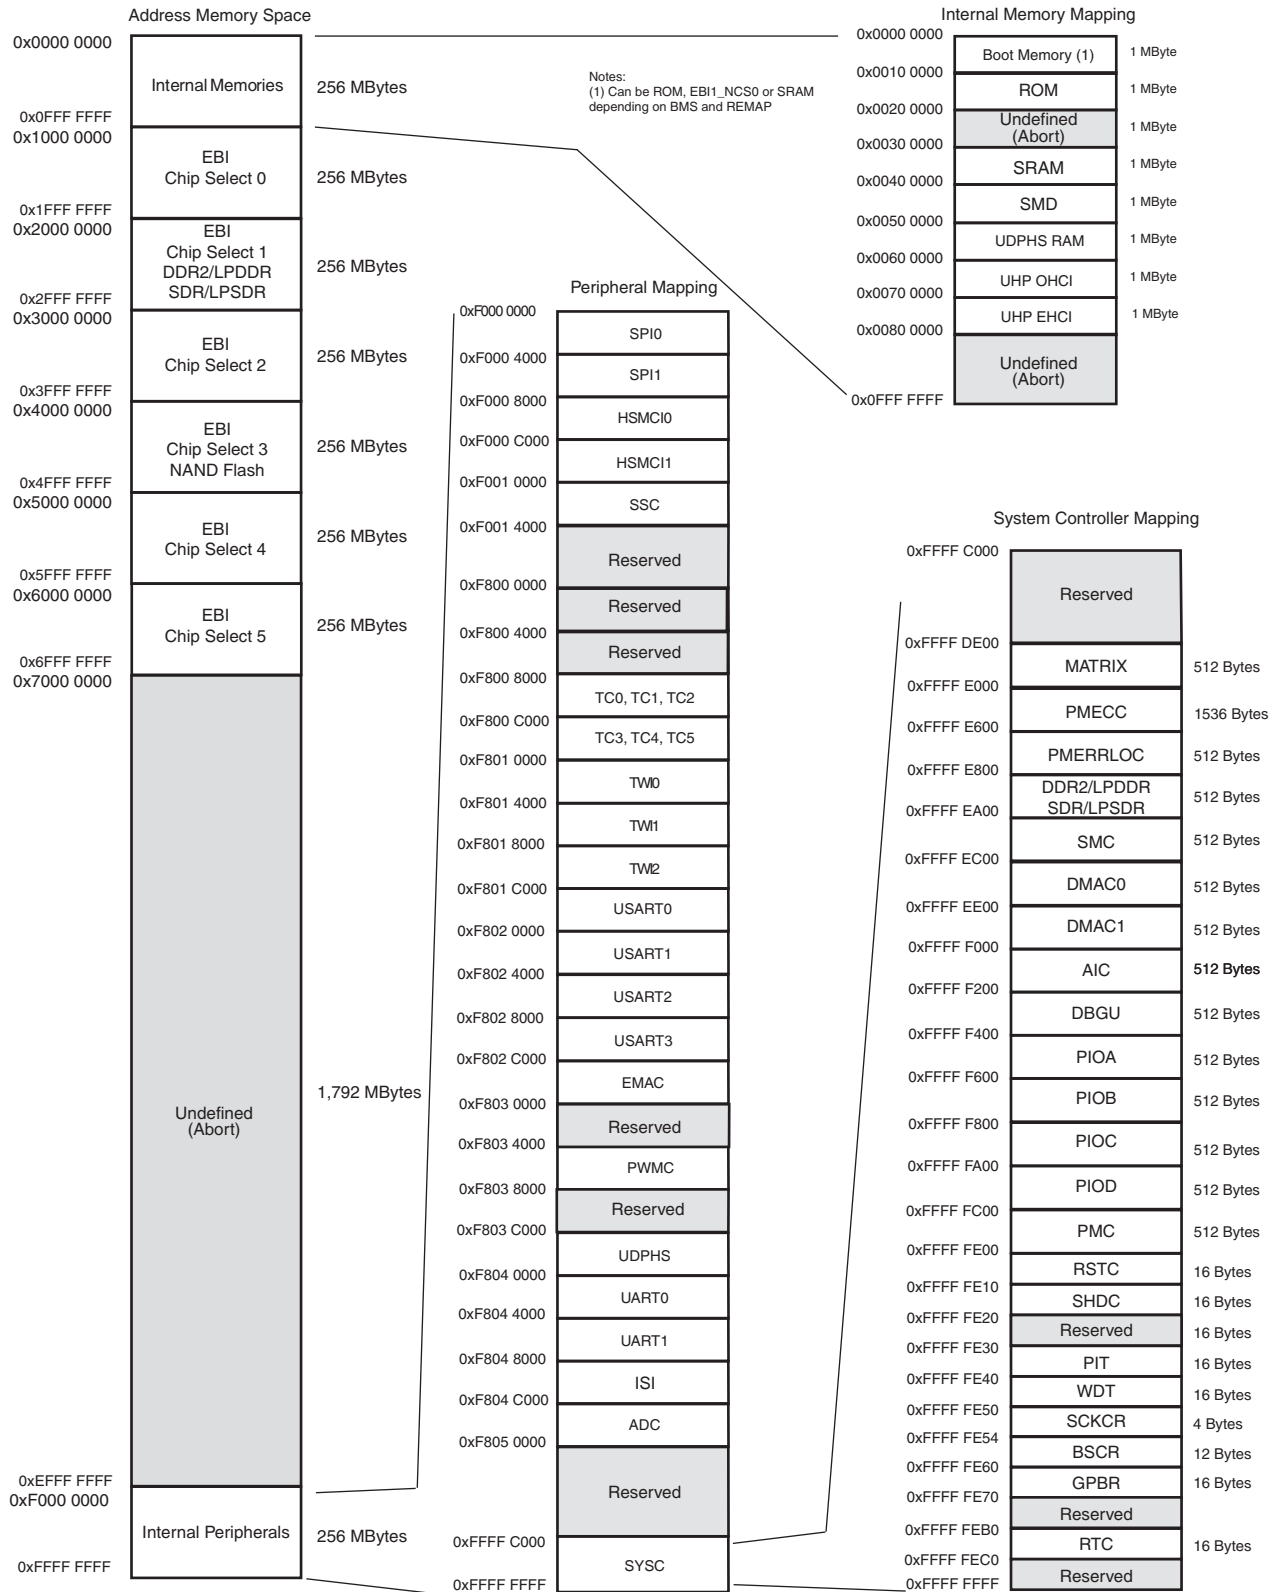 Address Memory Space
0x0000 0000
Internal Memories
256 MBytes
0x0FFF FFFF
0x1000 0000
EBI
Chip Select 0
256 MBytes
0x1FFF FFFF
0x2000 0000
EBI
Chip Select 1
DDR2/LPDDR
SDR/LPSDR
256 MBytes
0x2FFF FFFF
0x3000 0000
EBI
Chip Select 2
256 MBytes
0x3FFF FFFF
0x4000 0000
EBI
Chip Select 3
NAND Flash
256 MBytes
0x4FFF FFFF
0x5000 0000
EBI
Chip Select 4
256 MBytes
0x5FFF FFFF
0x6000 0000
EBI
Chip Select 5
256 MBytes
0x6FFF FFFF
0x7000 0000
Undefined
(Abort)
1,792 MBytes
0xEFFF FFFF
0xF000 0000
Internal Peripherals
256 MBytes
0xFFFF FFFF
Notes:
(1) Can be ROM, EBI1_NCS0 or SRAM
depending on BMS and REMAP
Peripheral Mapping
0xF000 0000
SPI0
0xF000 4000
SPI1
0xF000 8000
HSMCI0
0xF000 C000
HSMCI1
0xF001 0000
SSC
0xF001 4000
Reserved
0xF800 0000
Reserved
0xF800 4000
Reserved
0xF800 8000
TC0, TC1, TC2
0xF800 C000
TC3, TC4, TC5
0xF801 0000
TWI0
0xF801 4000
TWI1
0xF801 8000
TWI2
0xF801 C000
USART0
0xF802 0000
USART1
0xF802 4000
USART2
0xF802 8000
USART3
0xF802 C000
EMAC
0xF803 0000
Reserved
0xF803 4000
PWMC
0xF803 8000
Reserved
0xF803 C000
UDPHS
0xF804 0000
UART0
0xF804 4000
UART1
0xF804 8000
ISI
0xF804 C000
ADC
0xF805 0000
Reserved
0xFFFF C000
SYSC
0xFFFF FFFF
Internal Memory Mapping
0x0000 0000
Boot Memory (1)
1 MByte
0x0010 0000
ROM
1 MByte
0x0020 0000
Undefined
(Abort)
1 MByte
0x0030 0000
SRAM
1 MByte
0x0040 0000
SMD
1 MByte
0x0050 0000
UDPHS RAM
1 MByte
0x0060 0000
UHP OHCI
1 MByte
0x0070 0000
UHP EHCI
1 MByte
0x0080 0000
Undefined
(Abort)
0x0FFF FFFF
System Controller Mapping
0xFFFF C000
Reserved
0xFFFF DE00
MATRIX
512 Bytes
0xFFFF E000
PMECC
1536 Bytes
0xFFFF E600
PMERRLOC
512 Bytes
0xFFFF E800
DDR2/LPDDR
SDR/LPSDR
512 Bytes
0xFFFF EA00
SMC
512 Bytes
0xFFFF EC00
DMAC0
512 Bytes
0xFFFF EE00
DMAC1
512 Bytes
0xFFFF F000
AIC
512 Bytes
0xFFFF F200
DBGU
512 Bytes
0xFFFF F400
PIOA
512 Bytes
0xFFFF F600
PIOB
512 Bytes
0xFFFF F800
PIOC
512 Bytes
0xFFFF FA00
PIOD
512 Bytes
0xFFFF FC00
PMC
512 Bytes
0xFFFF FE00
RSTC
16 Bytes
0xFFFF FE10
SHDC
16 Bytes
0xFFFF FE20
Reserved
16 Bytes
0xFFFF FE30
PIT
16 Bytes
0xFFFF FE40
WDT
16 Bytes
0xFFFF FE50
SCKCR
4 Bytes
0xFFFF FE54
BSCR
12 Bytes
0xFFFF FE60
GPBR
16 Bytes
0xFFFF FE70
Reserved
0xFFFF FEB0
RTC
16 Bytes
0xFFFF FEC0
Reserved
0xFFFF FFFF